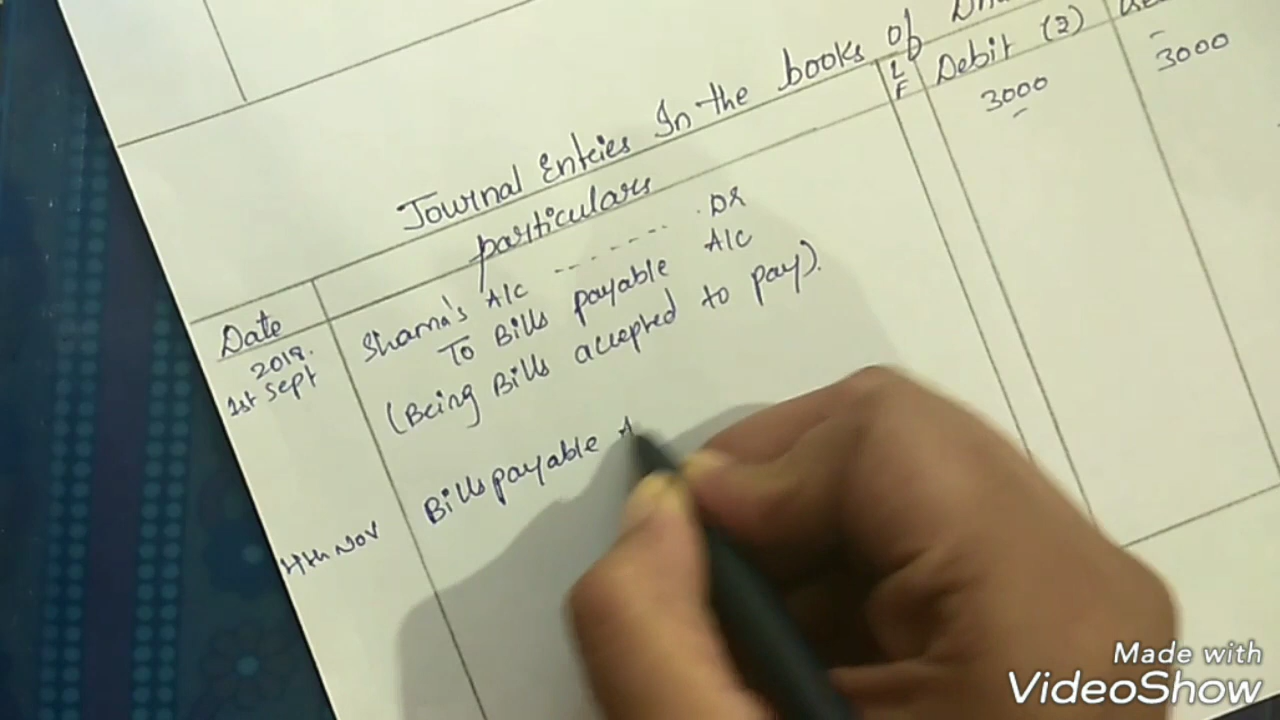 Journal Entries In the books of
Date particulars L F Debit (₹)
2018. 1st Sept Sharma's A/C ------- DR 3000
To Bills payable A/C 3000
(Being Bills accepted to pay).
4th Nov Bills payable A
Made with
VideoShow